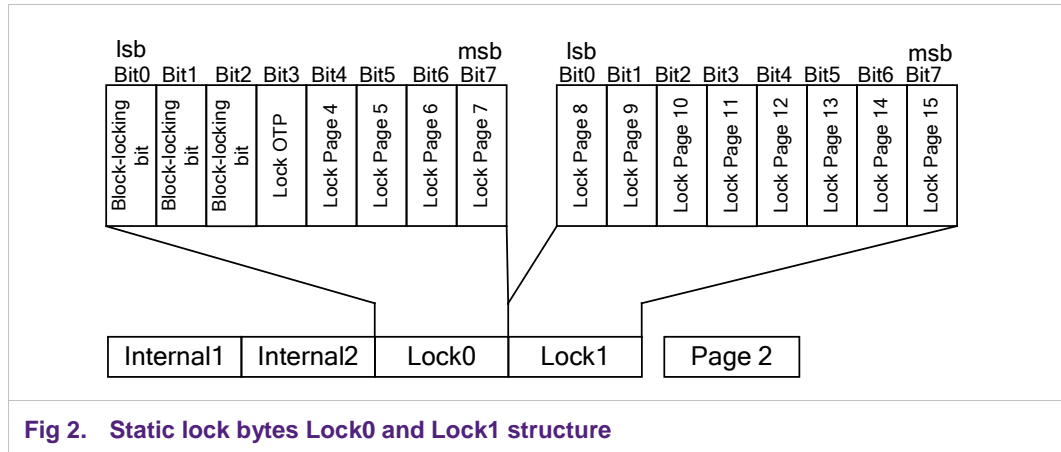 lsb msb lsb msb
Bit0 Bit1 Bit2 Bit3 Bit4 Bit5 Bit6 Bit7 Bit0 Bit1 Bit2 Bit3 Bit4 Bit5 Bit6 Bit7
Block-locking bit
Block-locking bit
Block-locking bit
Lock OTP
Lock Page 4
Lock Page 5
Lock Page 6
Lock Page 7
Lock Page 8
Lock Page 9
Lock Page 10
Lock Page 11
Lock Page 12
Lock Page 13
Lock Page 14
Lock Page 15
Internal1 Internal2 Lock0 Lock1 Page 2
Fig 2. Static lock bytes Lock0 and Lock1 structure